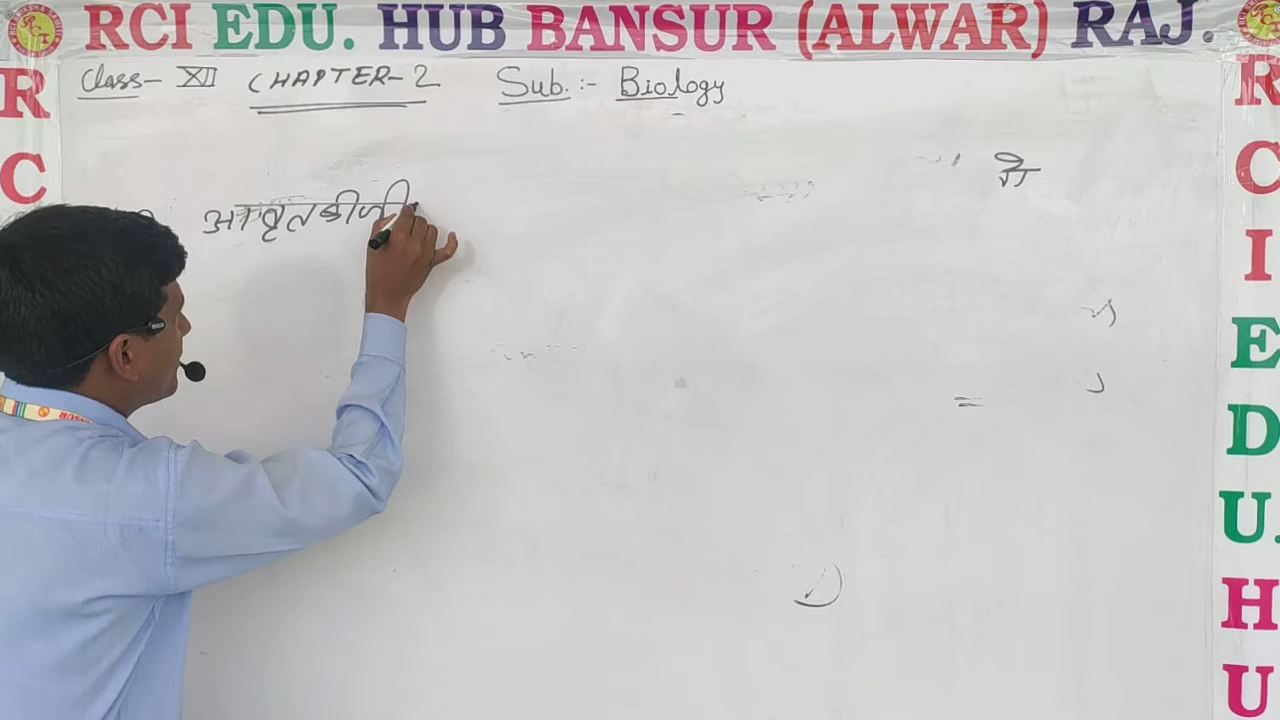 RCI EDU. HUB BANSUR (ALWAR) RAJ.
Class- XII CHAPTER-2 Sub.:- Biology
आवृतबीजी
R
C
R
C
I
E
D
U.
H
U